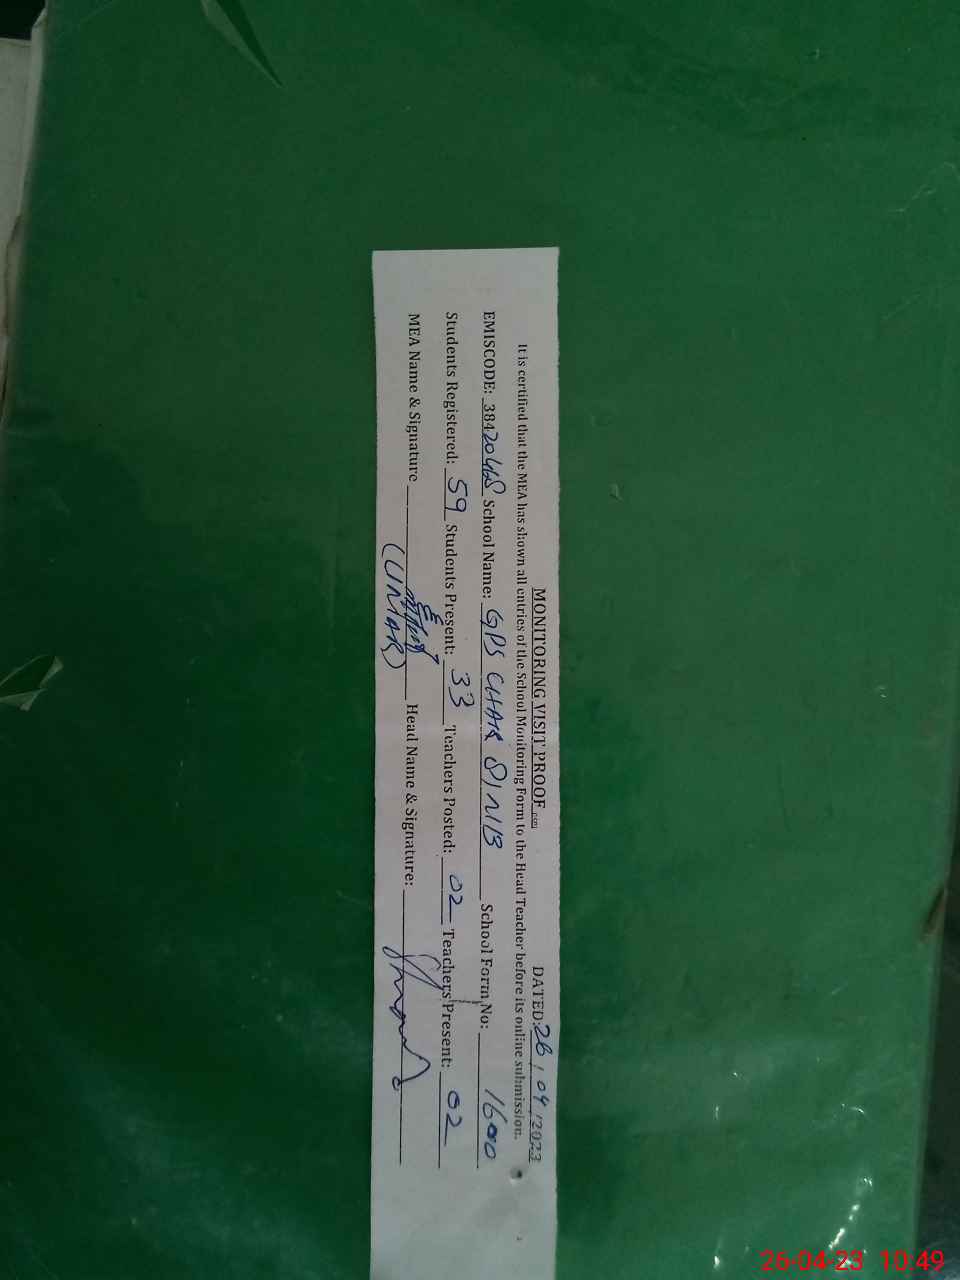 MONITORING VISIT PROOF DATED: 26 / 04 / 2023
It is certified that the MEA has shown all entries of the School Monitoring Form to the Head Teacher before its online submission.
EMISCODE: 38420468 School Name: GPS CHAK 8/NB School Form No: 1600
Students Registered: 59 Students Present: 33 Teachers Posted: 02 Teachers Present: 02
MEA Name & Signature Head Name & Signature:
(UMAR)
26-04-23 10:49